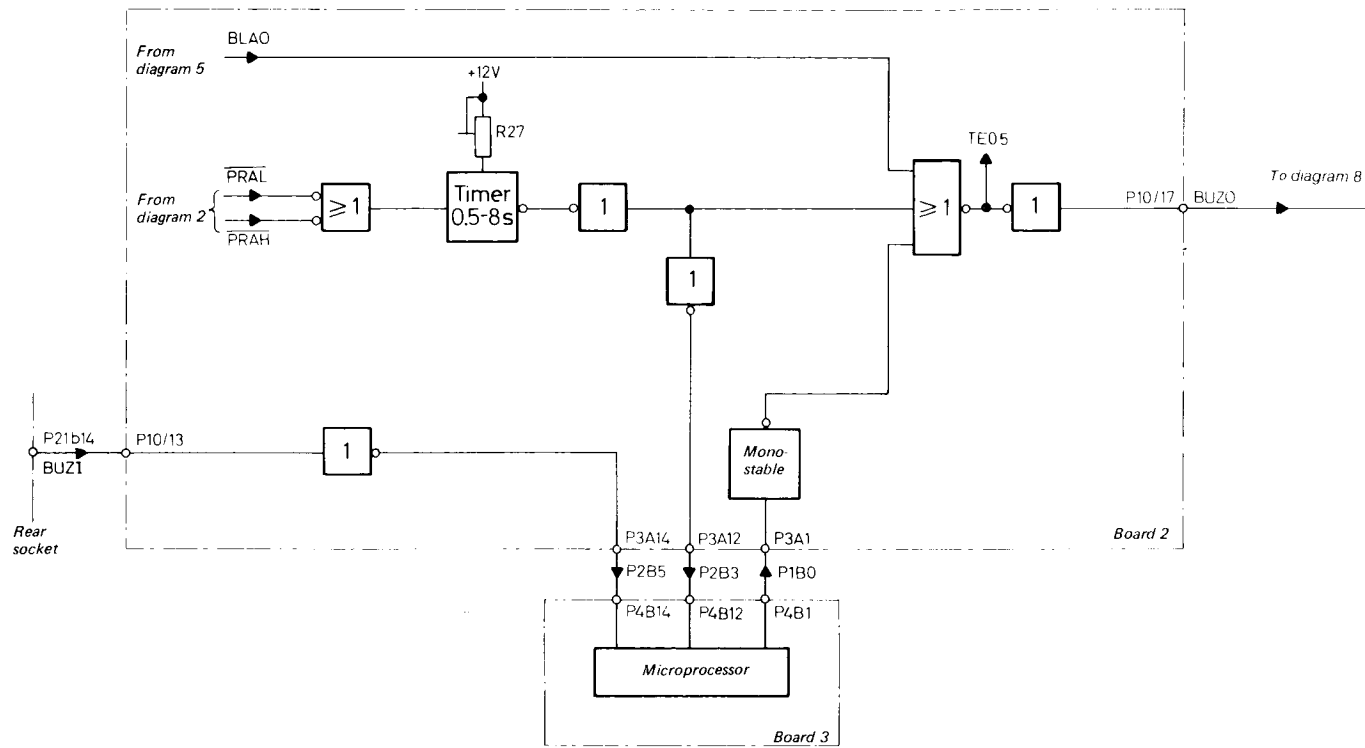 From
diagram 5
BLAO
+12V
R27
PRAL
From
diagram 2
PRAH
≥1
Timer
0.5-8s
1
1
≥1
TE05
1
P10/17
BUZO
To diagram 8
P21b14
BUZI
P10/13
1
Mono-
stable
Rear
socket
Board 2
P3A14
P3A12
P3A1
P2B5
P2B3
P1B0
P4B14
P4B12
P4B1
Microprocessor
Board 3